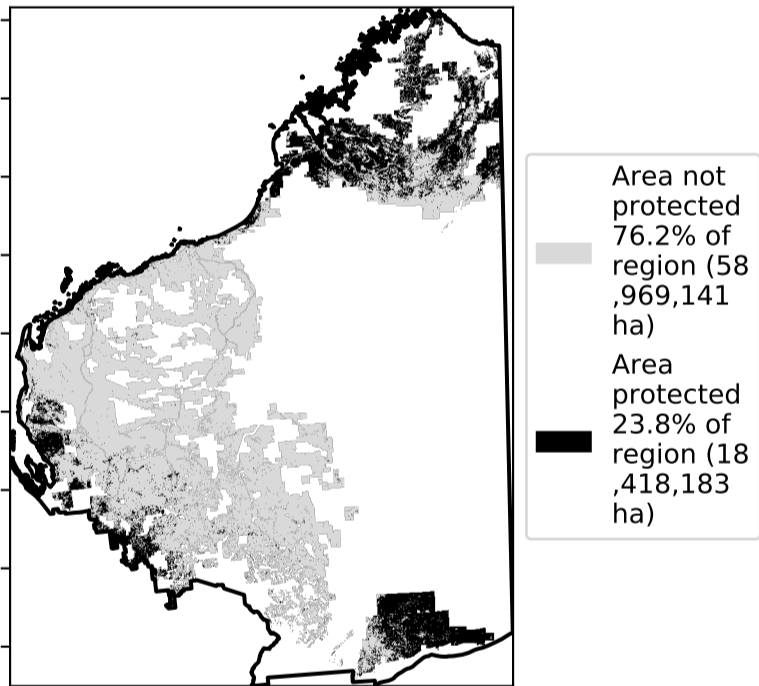 Area not
protected
76.2% of
region (58
,969,141
ha)
Area
protected
23.8% of
region (18
,418,183
ha)